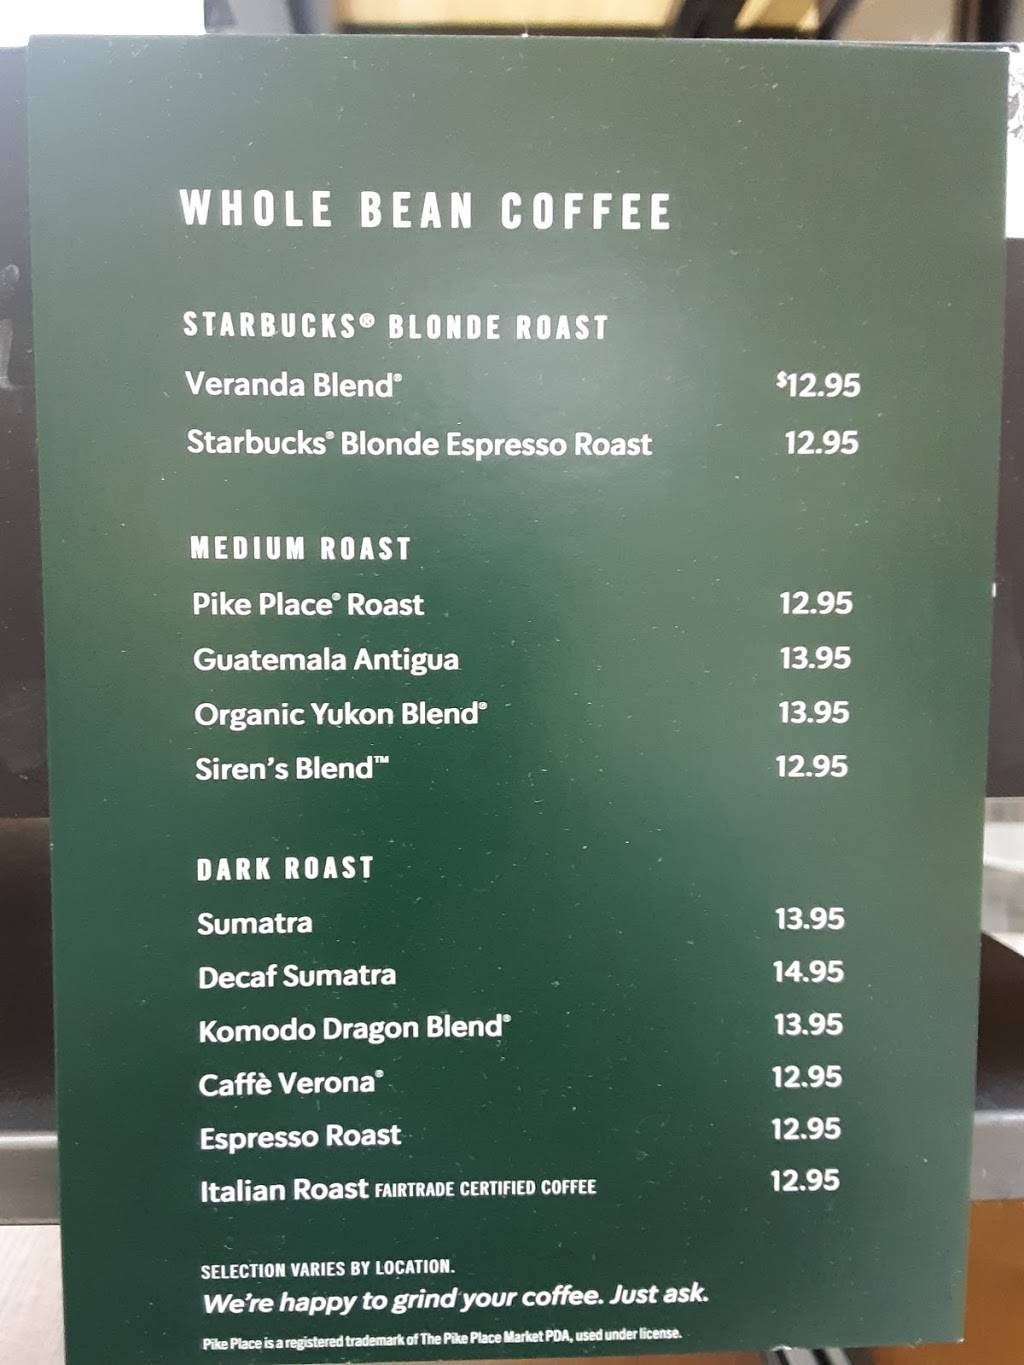 WHOLE BEAN COFFEE
STARBUCKS® BLONDE ROAST
Veranda Blend® $12.95
Starbucks® Blonde Espresso Roast 12.95
MEDIUM ROAST
Pike Place® Roast 12.95
Guatemala Antigua 13.95
Organic Yukon Blend® 13.95
Siren's Blend™ 12.95
DARK ROAST
Sumatra 13.95
Decaf Sumatra 14.95
Komodo Dragon Blend® 13.95
Caffè Verona® 12.95
Espresso Roast 12.95
Italian Roast FAIRTRADE CERTIFIED COFFEE 12.95
SELECTION VARIES BY LOCATION.
We're happy to grind your coffee. Just ask.
Pike Place is a registered trademark of The Pike Place Market PDA, used under license.